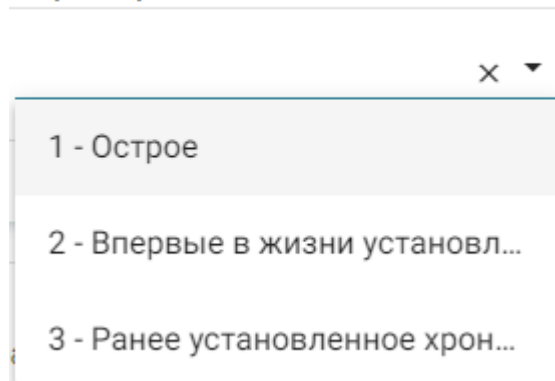 1 - Острое
2 - Впервые в жизни установл...
3 - Ранее установленное хрон...